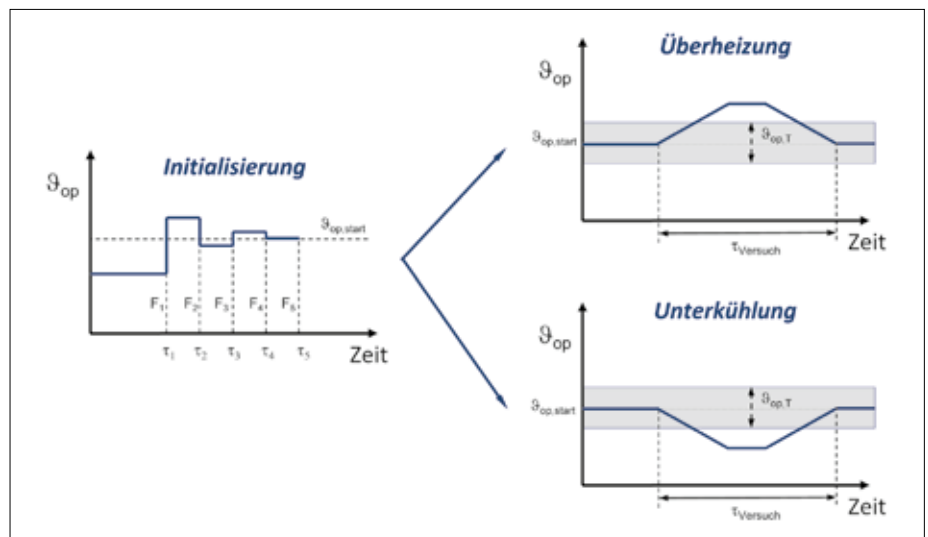 Initialisierung
ϑop
ϑop,start
F₁ F₂ F₃ F₄ F₅
τ₁ τ₂ τ₃ τ₄ τ₅
Zeit
Überheizung
ϑop
ϑop,start
ϑop,T
τVersuch
Zeit
Unterkühlung
ϑop
ϑop,start
ϑop,T
τVersuch
Zeit